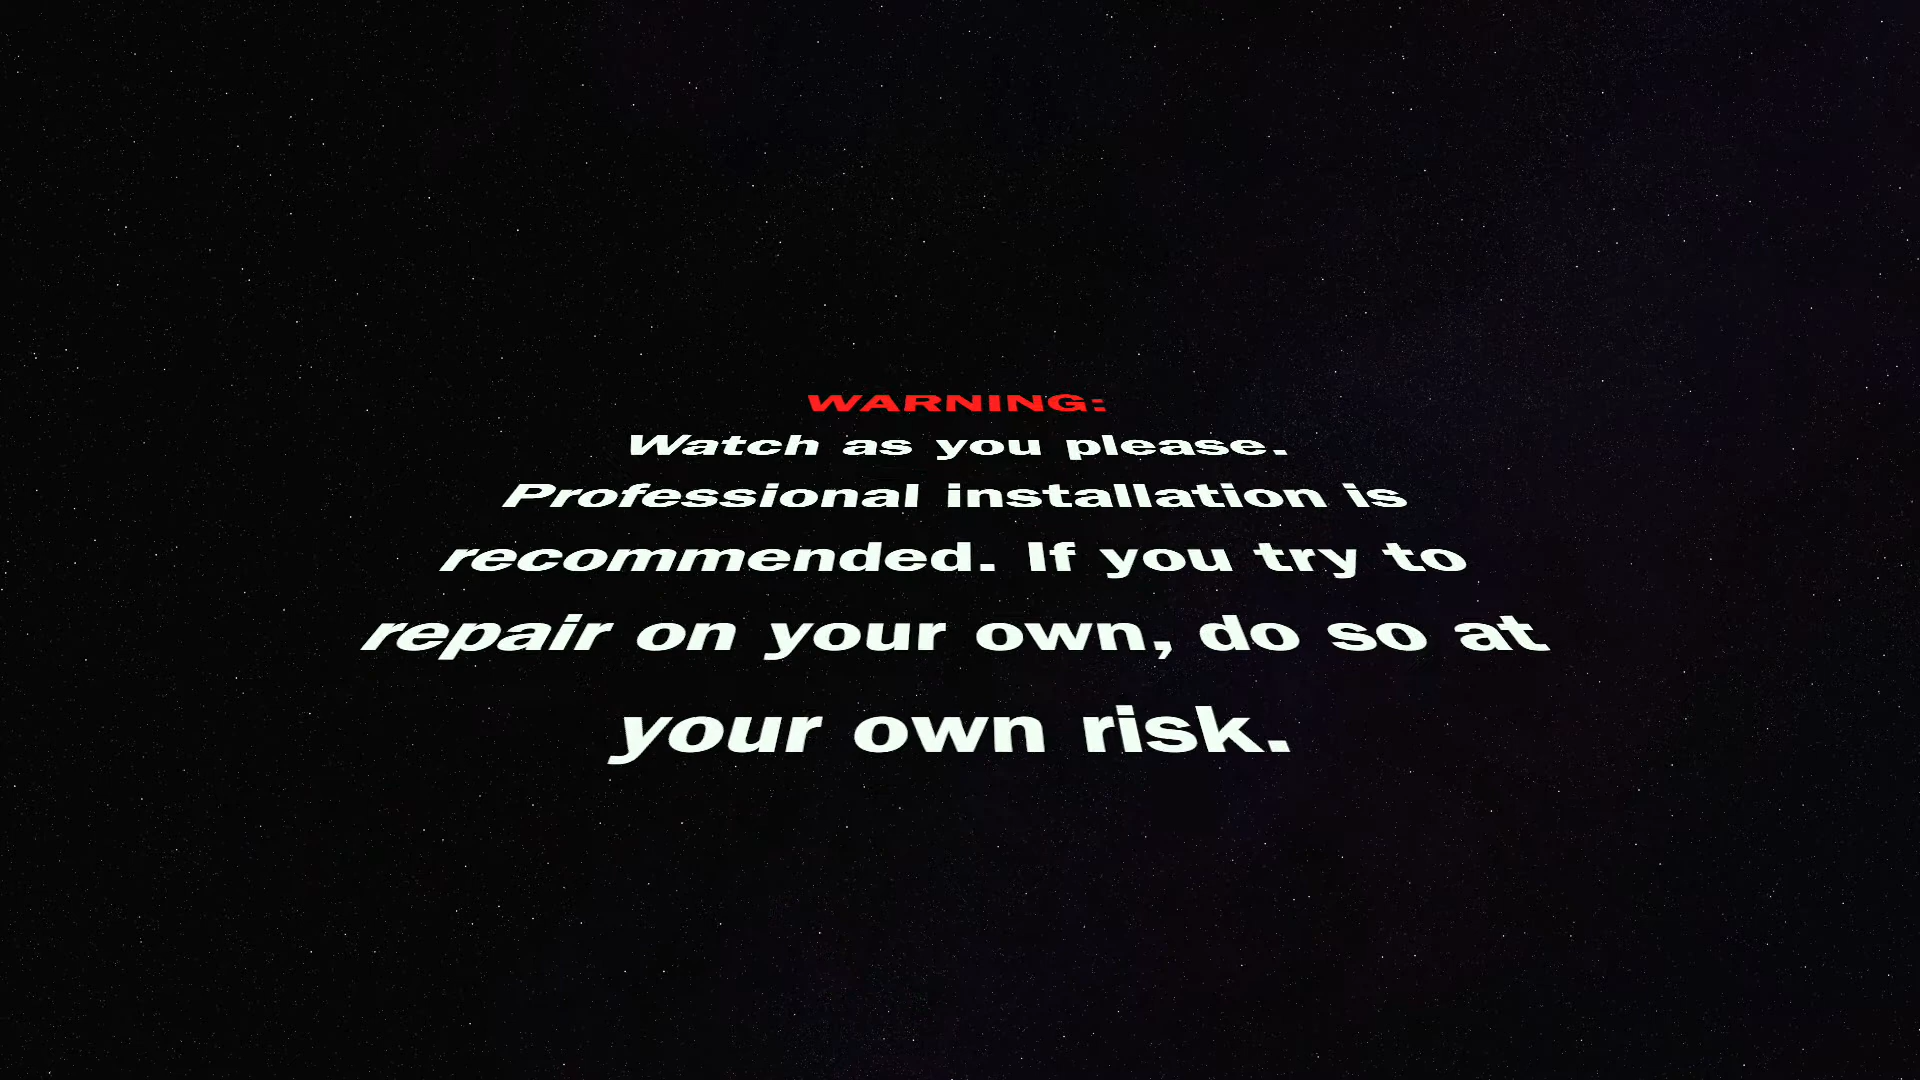 WARNING:
Watch as you please.
Professional installation is
recommended. If you try to
repair on your own, do so at
your own risk.